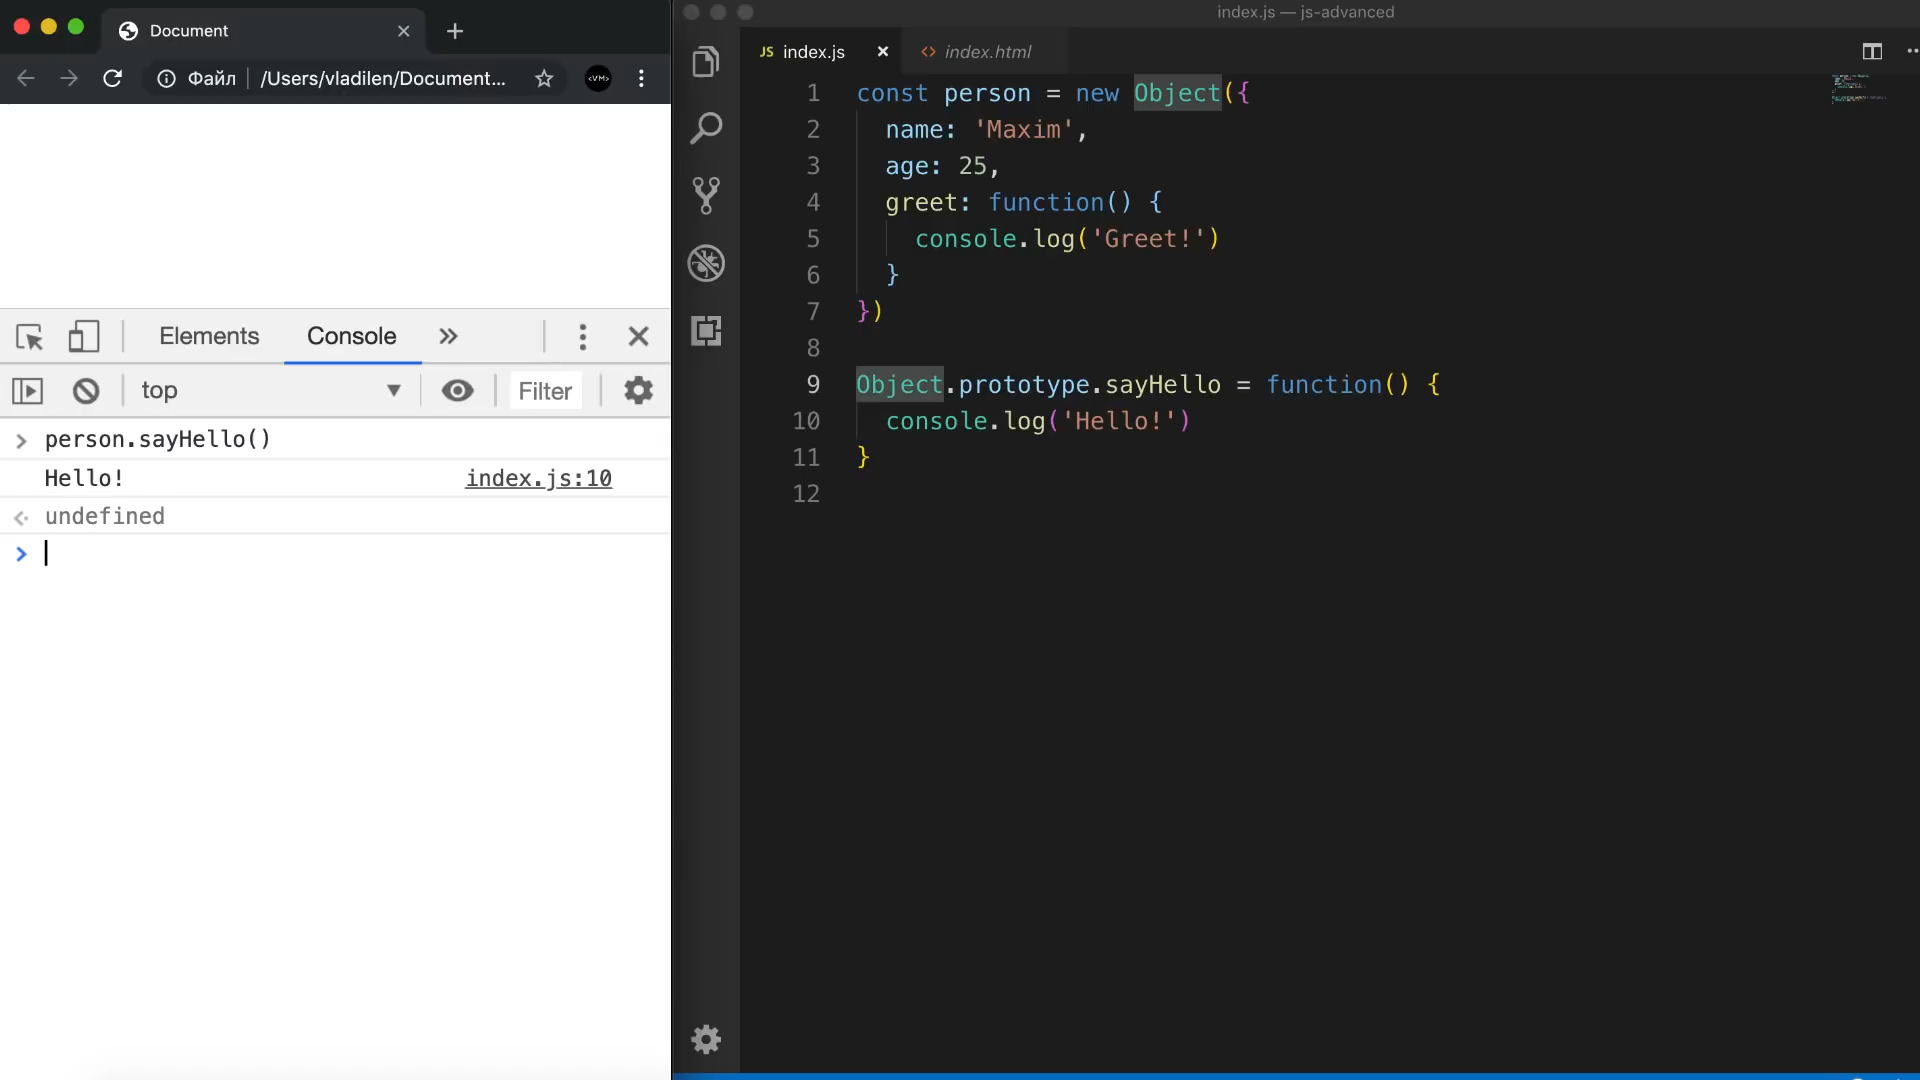 Document
Файл /Users/vladilen/Document...
<VM>
Elements Console
top Filter
person.sayHello()
Hello! index.js:10
undefined
index.js — js-advanced
JS index.js index.html
1 const person = new Object({
2 name: 'Maxim',
3 age: 25,
4 greet: function() {
5 console.log('Greet!')
6 }
7 })
8
9 Object.prototype.sayHello = function() {
10 console.log('Hello!')
11 }
12